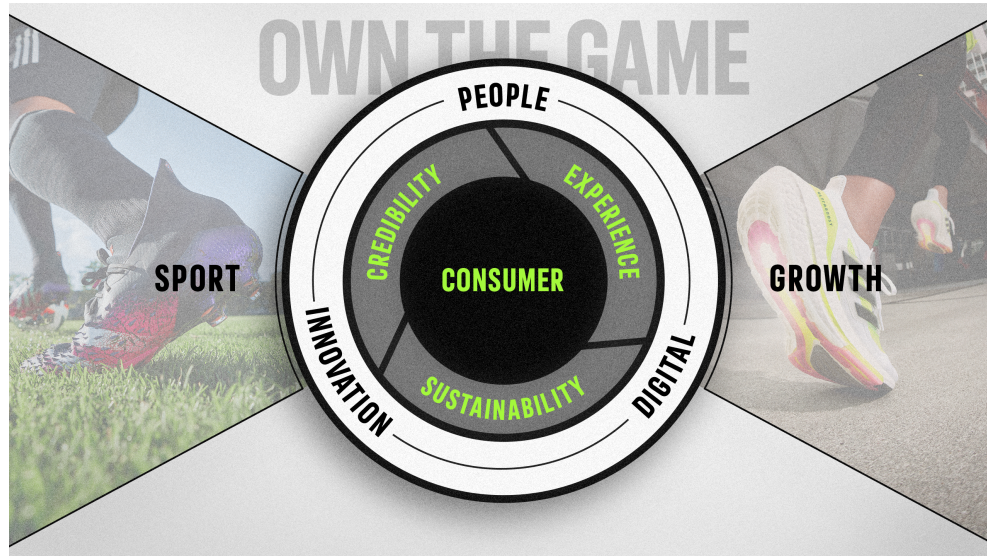 OWN THE GAME
PEOPLE
CREDIBILITY
EXPERIENCE
SPORT
CONSUMER
GROWTH
INNOVATION
DIGITAL
SUSTAINABILITY